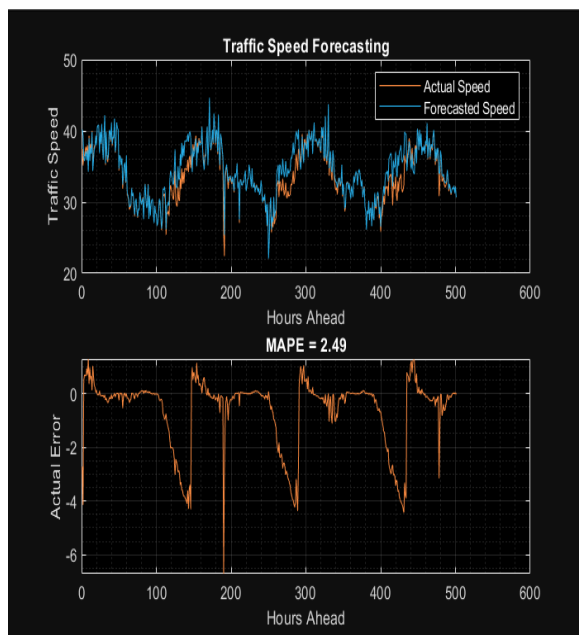 Traffic Speed Forecasting
50
40
30
20
Traffic Speed
Actual Speed
Forecasted Speed
0 100 200 300 400 500 600
Hours Ahead
MAPE = 2.49
0
-2
-4
-6
Actual Error
0 100 200 300 400 500 600
Hours Ahead